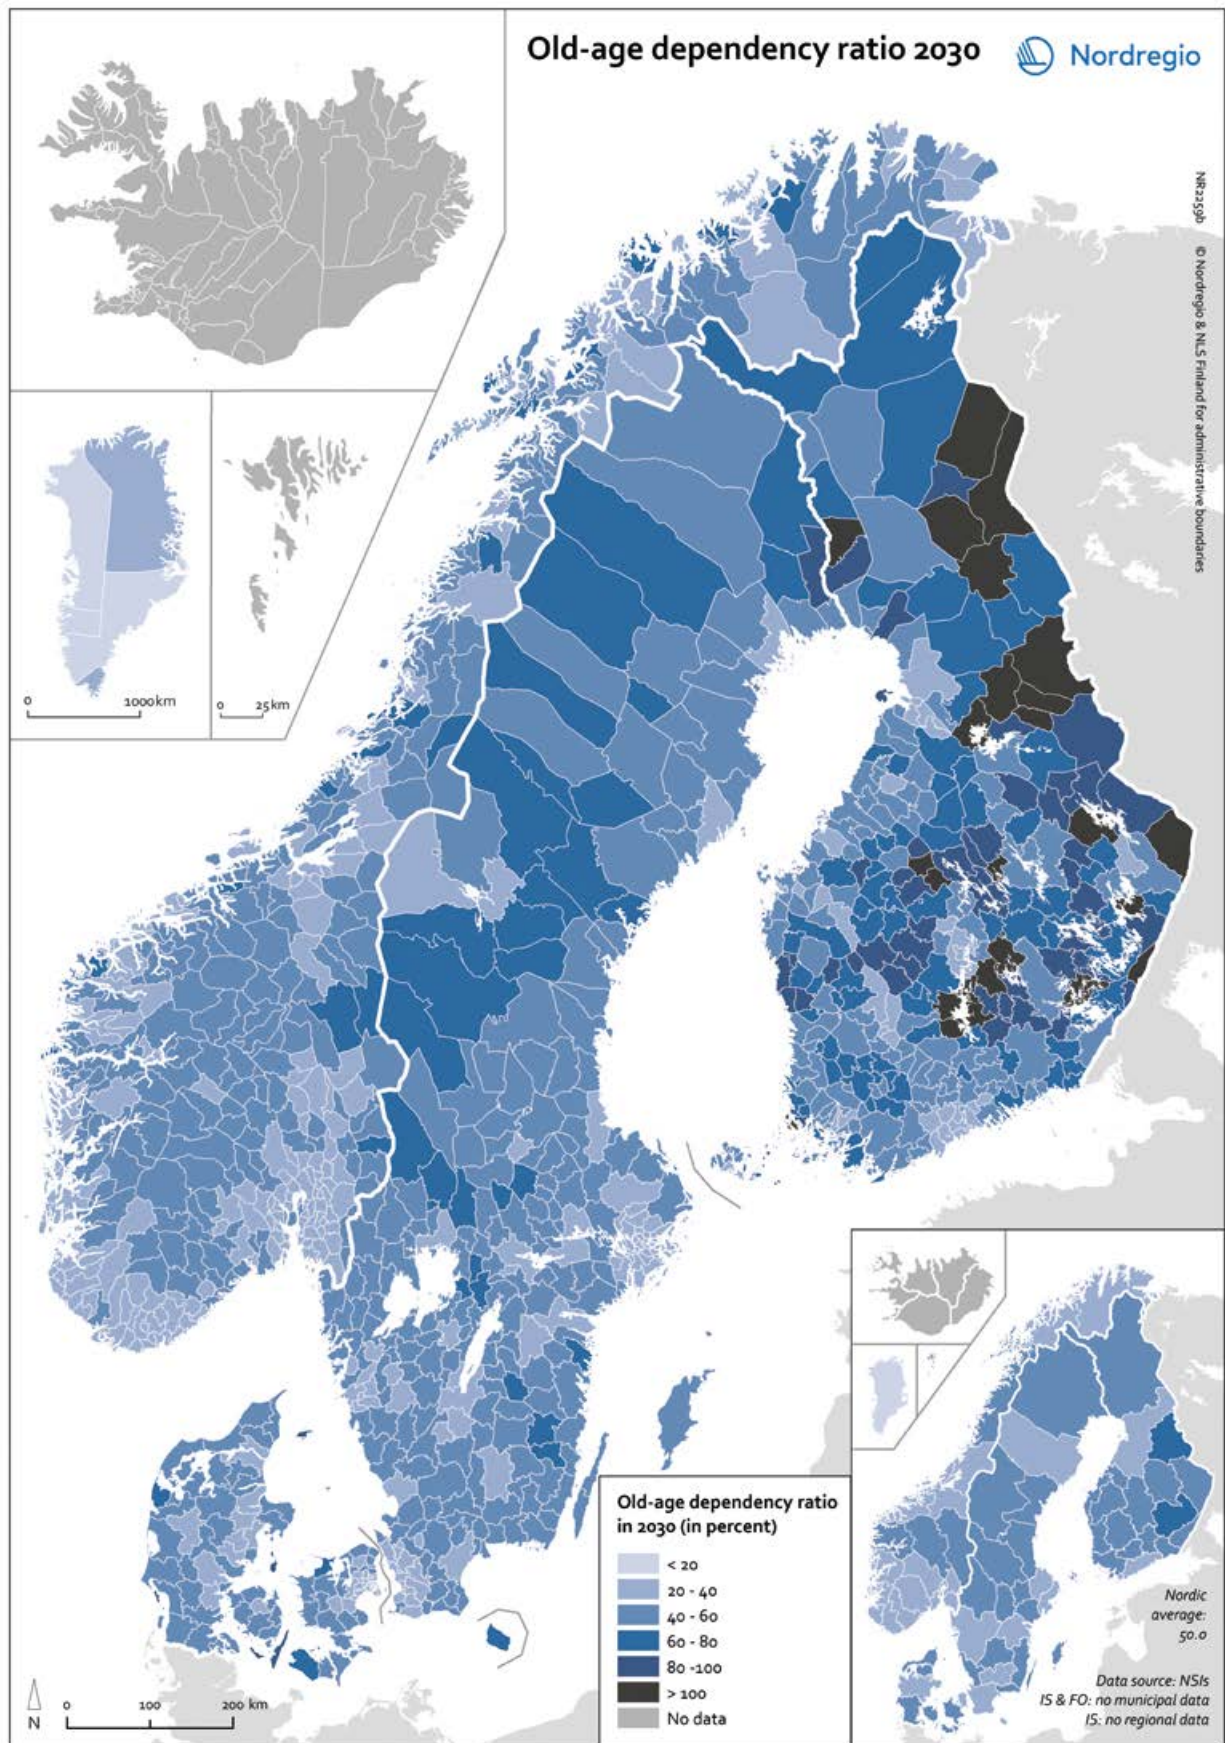 Old-age dependency ratio 2030
Nordregio
NR2259b © Nordregio & NLS Finland for administrative boundaries
0 1000km
0 25km
Old-age dependency ratio
in 2030 (in percent)
< 20
20 - 40
40 - 60
60 - 80
80 -100
> 100
No data
Nordic
average:
50.0
Data source: NSIs
IS & FO: no municipal data
IS: no regional data
N
0 100 200 km